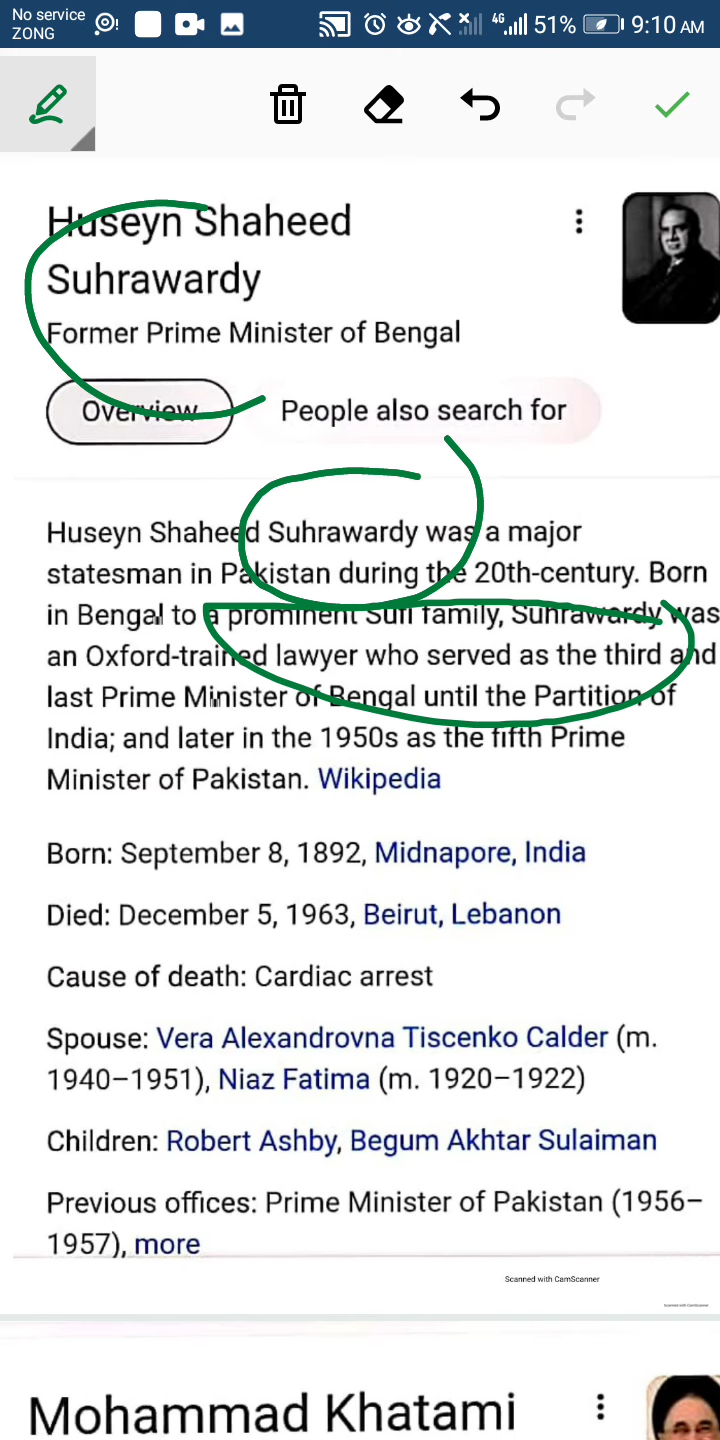 No service
ZONG
4G
51%
9:10 AM
Huseyn Shaheed
Suhrawardy
Former Prime Minister of Bengal
Overview
People also search for
Huseyn Shaheed Suhrawardy was a major
statesman in Pakistan during the 20th-century. Born
in Bengal to a prominent Sufi family, Suhrawardy was
an Oxford-trained lawyer who served as the third and
last Prime Minister of Bengal until the Partition of
India; and later in the 1950s as the fifth Prime
Minister of Pakistan. Wikipedia
Born: September 8, 1892, Midnapore, India
Died: December 5, 1963, Beirut, Lebanon
Cause of death: Cardiac arrest
Spouse: Vera Alexandrovna Tiscenko Calder (m.
1940–1951), Niaz Fatima (m. 1920–1922)
Children: Robert Ashby, Begum Akhtar Sulaiman
Previous offices: Prime Minister of Pakistan (1956–
1957), more
Scanned with CamScanner
Scanned with CamScanner
Mohammad Khatami